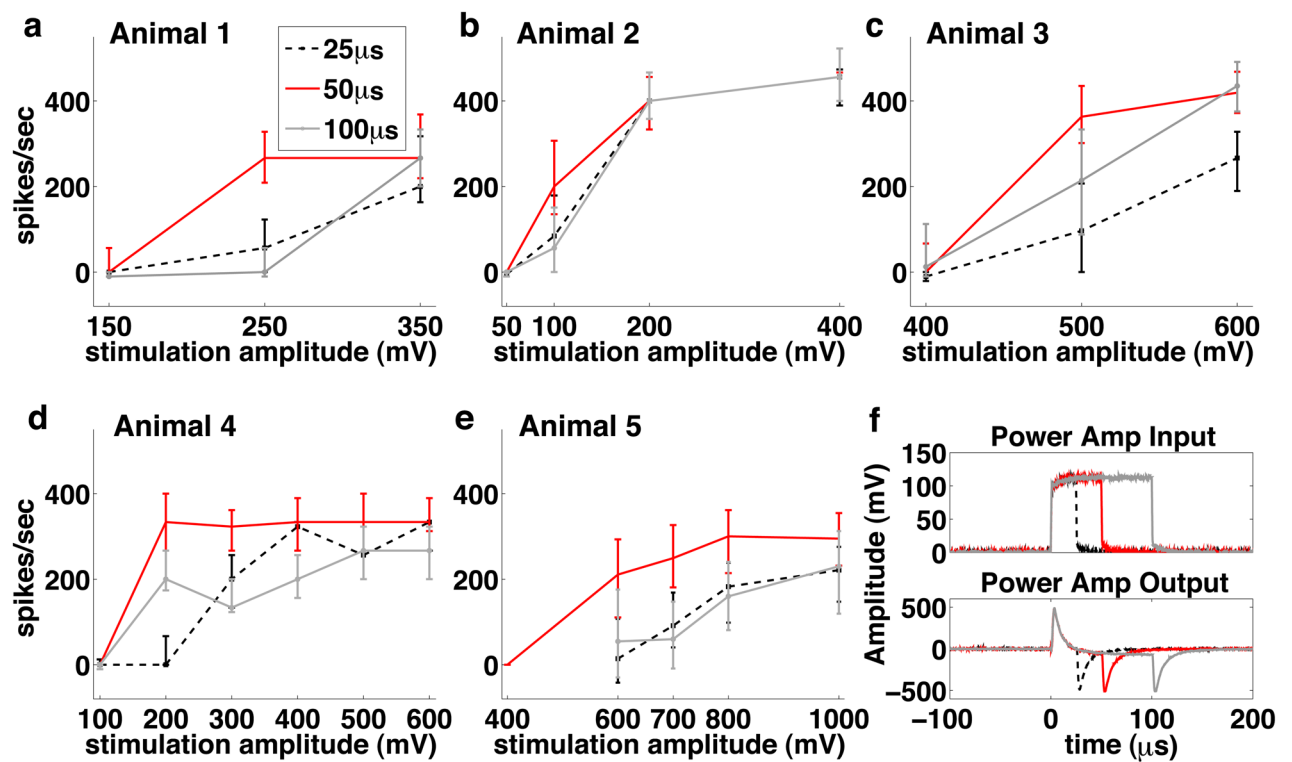 a Animal 1
25μs
50μs
100μs
spikes/sec
400
200
0
150 250 350
stimulation amplitude (mV)
b Animal 2
400
200
0
50 100 200 400
stimulation amplitude (mV)
c Animal 3
400
200
0
400 500 600
stimulation amplitude (mV)
d Animal 4
spikes/sec
400
200
0
100 200 300 400 500 600
stimulation amplitude (mV)
e Animal 5
400
200
0
400 600 700 800 1000
stimulation amplitude (mV)
f
Power Amp Input
Amplitude (mV)
150
100
50
0
Power Amp Output
500
0
−500
−100 0 100 200
time (μs)